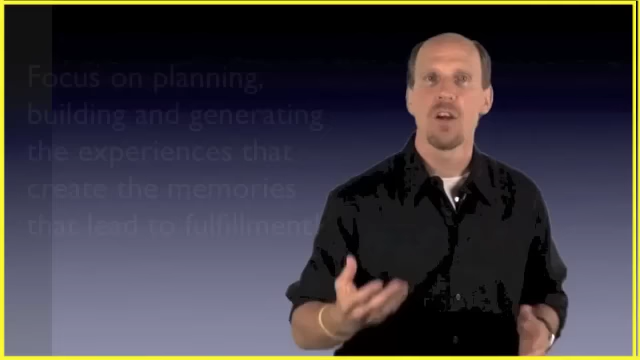 Focus on planning,
building and generating
the experiences that
create the memories
that lead to fulfillment!